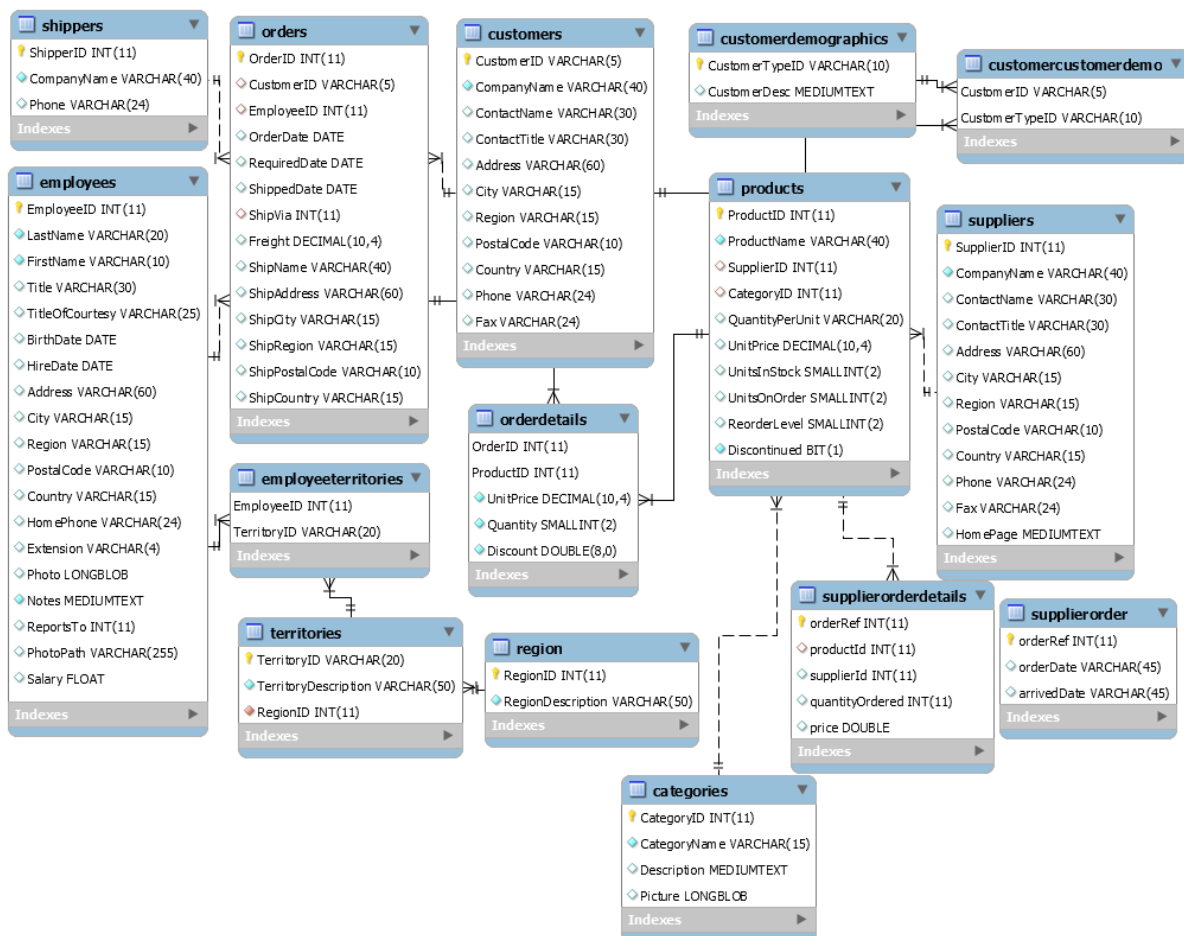 shippers
ShipperID INT(11)
CompanyName VARCHAR(40)
Phone VARCHAR(24)
Indexes
orders
OrderID INT(11)
CustomerID VARCHAR(5)
EmployeeID INT(11)
OrderDate DATE
RequiredDate DATE
ShippedDate DATE
ShipVia INT(11)
Freight DECIMAL(10,4)
ShipName VARCHAR(40)
ShipAddress VARCHAR(60)
ShipCity VARCHAR(15)
ShipRegion VARCHAR(15)
ShipPostalCode VARCHAR(10)
ShipCountry VARCHAR(15)
Indexes
customers
CustomerID VARCHAR(5)
CompanyName VARCHAR(40)
ContactName VARCHAR(30)
ContactTitle VARCHAR(30)
Address VARCHAR(60)
City VARCHAR(15)
Region VARCHAR(15)
PostalCode VARCHAR(10)
Country VARCHAR(15)
Phone VARCHAR(24)
Fax VARCHAR(24)
Indexes
customerdemographics
CustomerTypeID VARCHAR(10)
CustomerDesc MEDIUMTEXT
Indexes
customercustomerdemo
CustomerID VARCHAR(5)
CustomerTypeID VARCHAR(10)
Indexes
employees
EmployeeID INT(11)
LastName VARCHAR(20)
FirstName VARCHAR(10)
Title VARCHAR(30)
TitleOfCourtesy VARCHAR(25)
BirthDate DATE
HireDate DATE
Address VARCHAR(60)
City VARCHAR(15)
Region VARCHAR(15)
PostalCode VARCHAR(10)
Country VARCHAR(15)
HomePhone VARCHAR(24)
Extension VARCHAR(4)
Photo LONGBLOB
Notes MEDIUMTEXT
ReportsTo INT(11)
PhotoPath VARCHAR(255)
Salary FLOAT
Indexes
products
ProductID INT(11)
ProductName VARCHAR(40)
SupplierID INT(11)
CategoryID INT(11)
QuantityPerUnit VARCHAR(20)
UnitPrice DECIMAL(10,4)
UnitsInStock SMALLINT(2)
UnitsOnOrder SMALLINT(2)
ReorderLevel SMALLINT(2)
Discontinued BIT(1)
Indexes
suppliers
SupplierID INT(11)
CompanyName VARCHAR(40)
ContactName VARCHAR(30)
ContactTitle VARCHAR(30)
Address VARCHAR(60)
City VARCHAR(15)
Region VARCHAR(15)
PostalCode VARCHAR(10)
Country VARCHAR(15)
Phone VARCHAR(24)
Fax VARCHAR(24)
HomePage MEDIUMTEXT
Indexes
orderdetails
OrderID INT(11)
ProductID INT(11)
UnitPrice DECIMAL(10,4)
Quantity SMALLINT(2)
Discount DOUBLE(8,0)
Indexes
employeeterritories
EmployeeID INT(11)
TerritoryID VARCHAR(20)
Indexes
territories
TerritoryID VARCHAR(20)
TerritoryDescription VARCHAR(50)
RegionID INT(11)
Indexes
region
RegionID INT(11)
RegionDescription VARCHAR(50)
Indexes
supplierorderdetails
orderRef INT(11)
productId INT(11)
supplierId INT(11)
quantityOrdered INT(11)
price DOUBLE
Indexes
supplierorder
orderRef INT(11)
orderDate VARCHAR(45)
arrivedDate VARCHAR(45)
Indexes
categories
CategoryID INT(11)
CategoryName VARCHAR(15)
Description MEDIUMTEXT
Picture LONGBLOB
Indexes